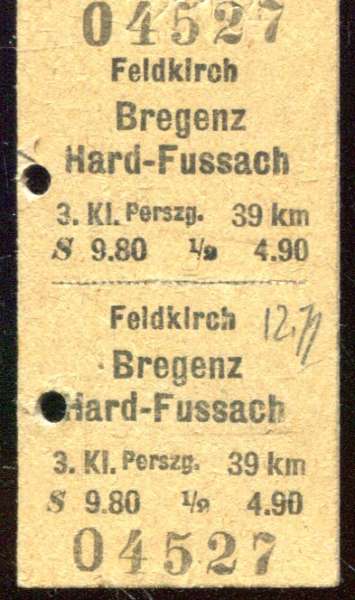 04527
Feldkirch
Bregenz
Hard-Fussach
3. Kl. Perszg. 39 km
S 9.80 ½ 4.90
Feldkirch
Bregenz
Hard-Fussach
3. Kl. Perszg. 39 km
S 9.80 ½ 4.90
04527